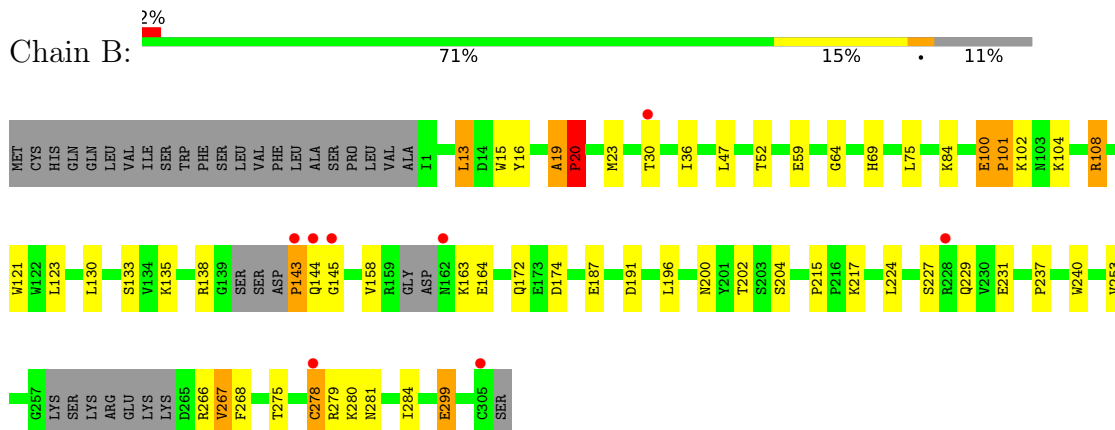 2%
Chain B:
71% 15% • 11%
MET CYS HIS GLN GLN LEU VAL ILE SER TRP PHE SER LEU VAL PHE LEU ALA SER PRO LEU VAL ALA I1 L13 D14 W15 Y16 A19 P20 M23 T30 I36 L47 T52 E59 G64 H69 L75 K84 E100 P101 K102 N103 K104 R108
W121 W122 L123 L130 S133 V134 K135 R138 G139 SER SER ASP P143 Q144 G145 V158 R159 GLY ASP N162 K163 E164 Q172 E173 D174 E187 D191 L196 N200 Y201 T202 S203 S204 P215 P216 K217 L224 S227 R228 Q229 V230 E231 P237 W240 V253
G257 LYS SER LYS ARG GLU LYS LYS D265 R266 V267 F268 T275 C278 R279 K280 N281 I284 E299 C305 SER